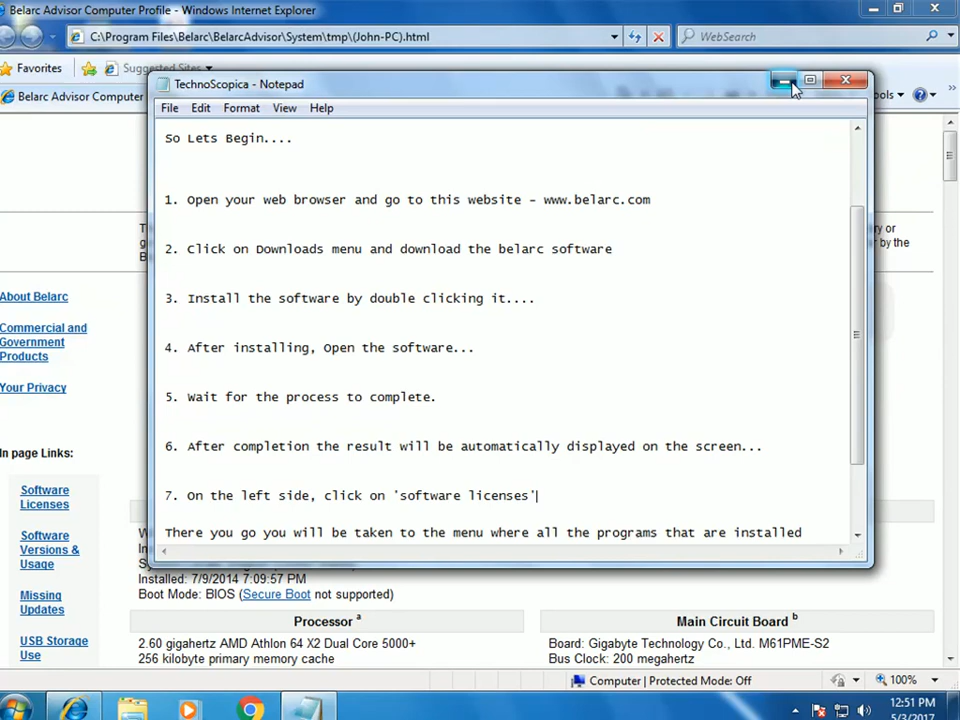 Belarc Advisor Computer Profile - Windows Internet Explorer
C:\Program Files\Belarc\BelarcAdvisor\System\tmp\(John-PC).html
WebSearch
Favorites
Suggested Sites
Belarc Advisor Computer
TechnoScopica - Notepad
File Edit Format View Help
So Lets Begin....
1. Open your web browser and go to this website - www.belarc.com
2. Click on Downloads menu and download the belarc software
3. Install the software by double clicking it....
4. After installing, Open the software...
5. Wait for the process to complete.
6. After completion the result will be automatically displayed on the screen...
7. On the left side, click on 'software licenses'
There you go you will be taken to the menu where all the programs that are installed
ry or
by the
About Belarc
Commercial and
Government
Products
Your Privacy
In page Links:
Software
Licenses
Software
Versions &
Usage
Missing
Updates
USB Storage
Use
Installed: 7/9/2014 7:09:57 PM
Boot Mode: BIOS (Secure Boot not supported)
Processor a
2.60 gigahertz AMD Athlon 64 X2 Dual Core 5000+
256 kilobyte primary memory cache
Main Circuit Board b
Board: Gigabyte Technology Co., Ltd. M61PME-S2
Bus Clock: 200 megahertz
Computer | Protected Mode: Off
100%
12:51 PM
5/3/2017